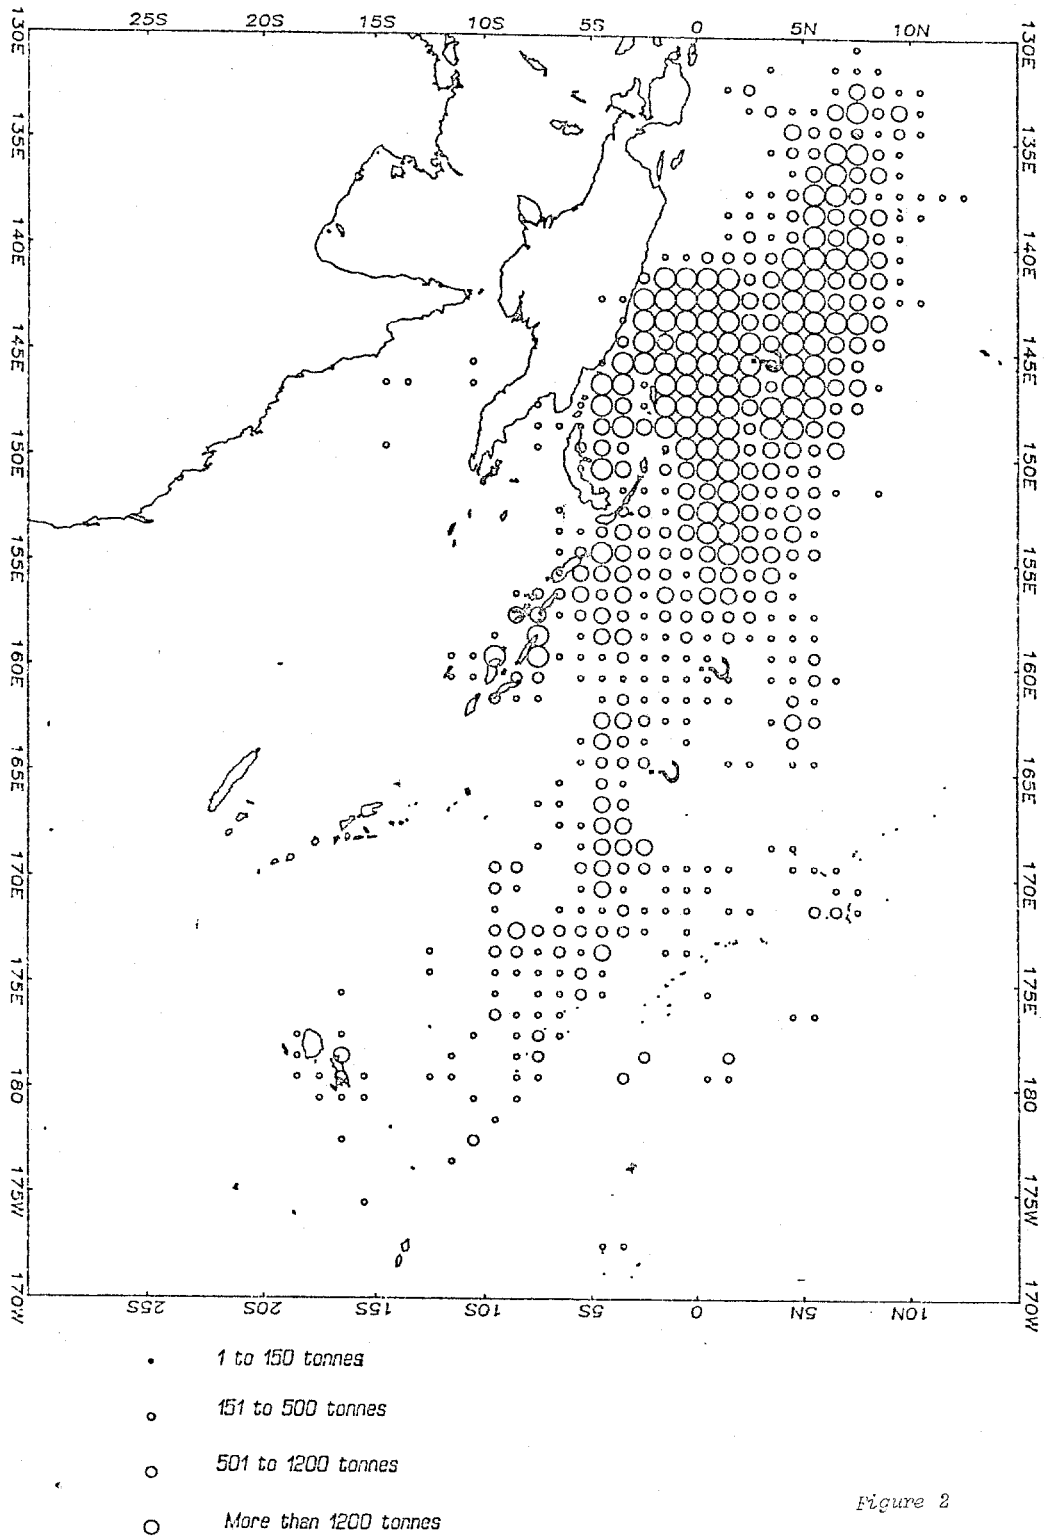 25S 20S 15S 10S 5S 0 5N 10N
130E 130E
135E 135E
140E 140E
145E 145E
150E 150E
155E 155E
160E 160E
165E 165E
170E 170E
175E 175E
180 180
175W 175W
170W 170W
25S 20S 15S 10S 5S 0 5N 10N
1 to 150 tonnes
151 to 500 tonnes
501 to 1200 tonnes
More than 1200 tonnes
Figure 2